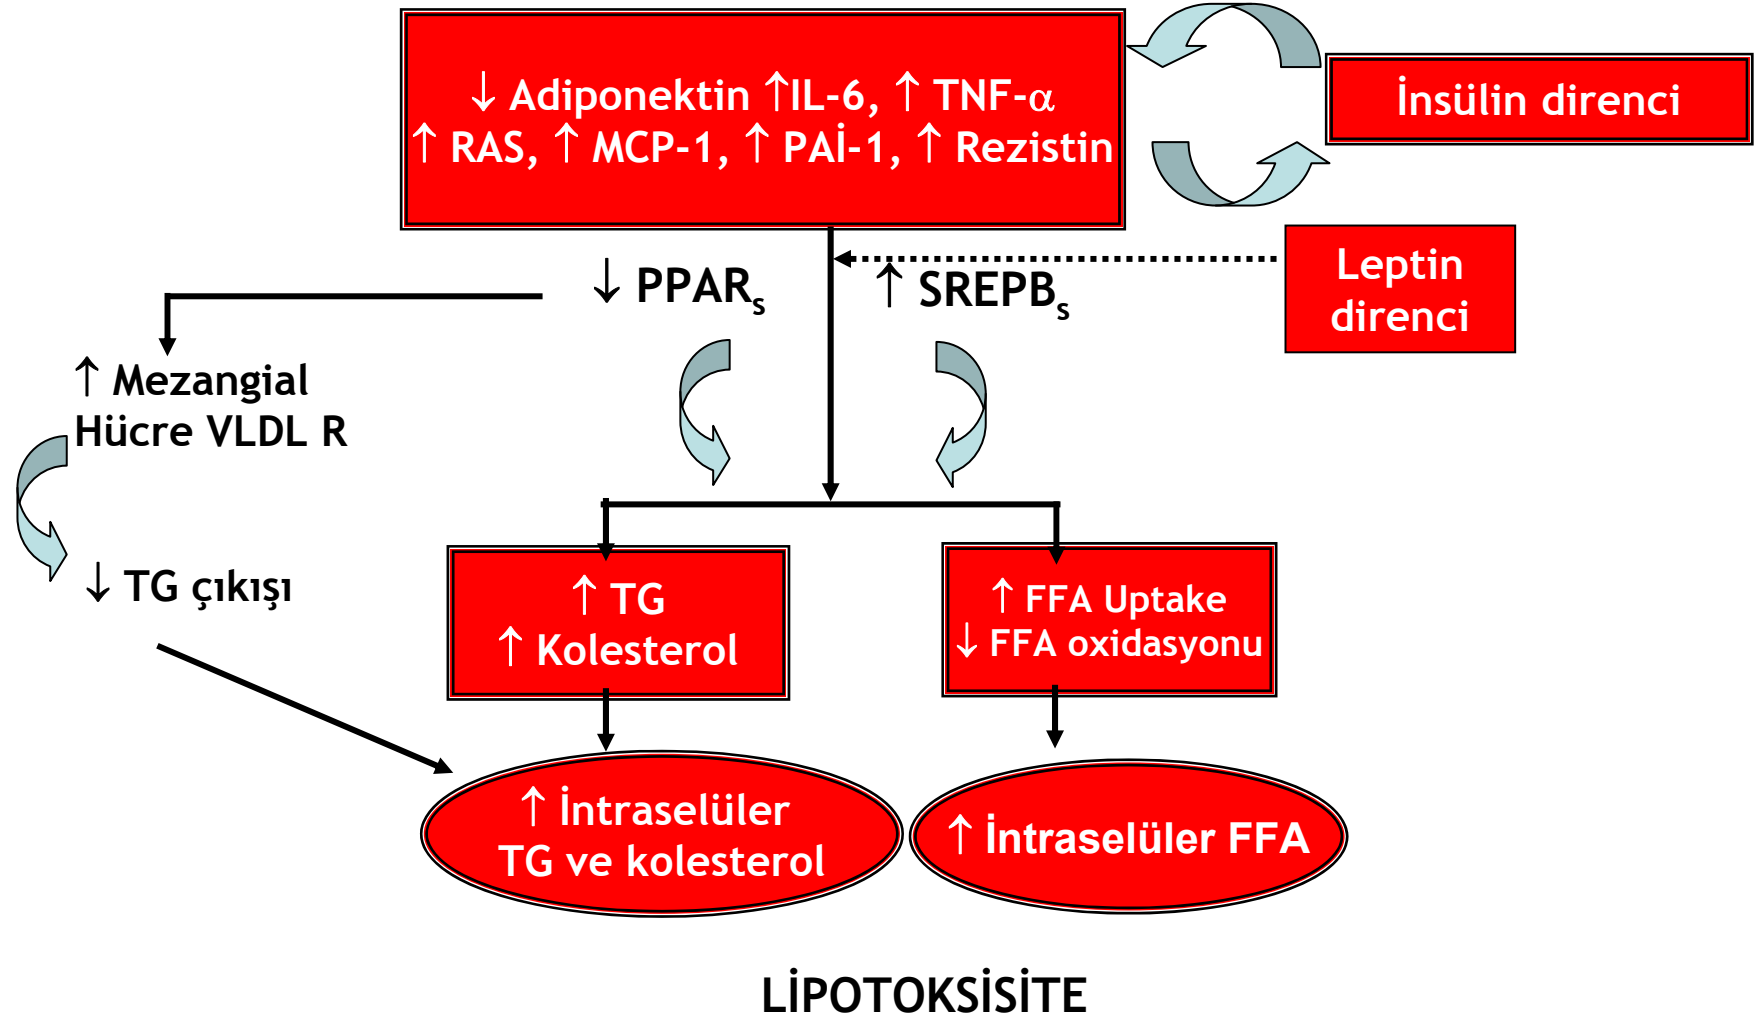 ↓ Adiponektin ↑IL-6, ↑ TNF-α
↑ RAS, ↑ MCP-1, ↑ PAİ-1, ↑ Rezistin
İnsülin direnci
Leptin
direnci
↓ PPARs
↑ SREPBs
↑ Mezangial
Hücre VLDL R
↓ TG çıkışı
↑ TG
↑ Kolesterol
↑ FFA Uptake
↓ FFA oxidasyonu
↑ İntraselüler
TG ve kolesterol
↑ İntraselüler FFA
LİPOTOKSİSİTE